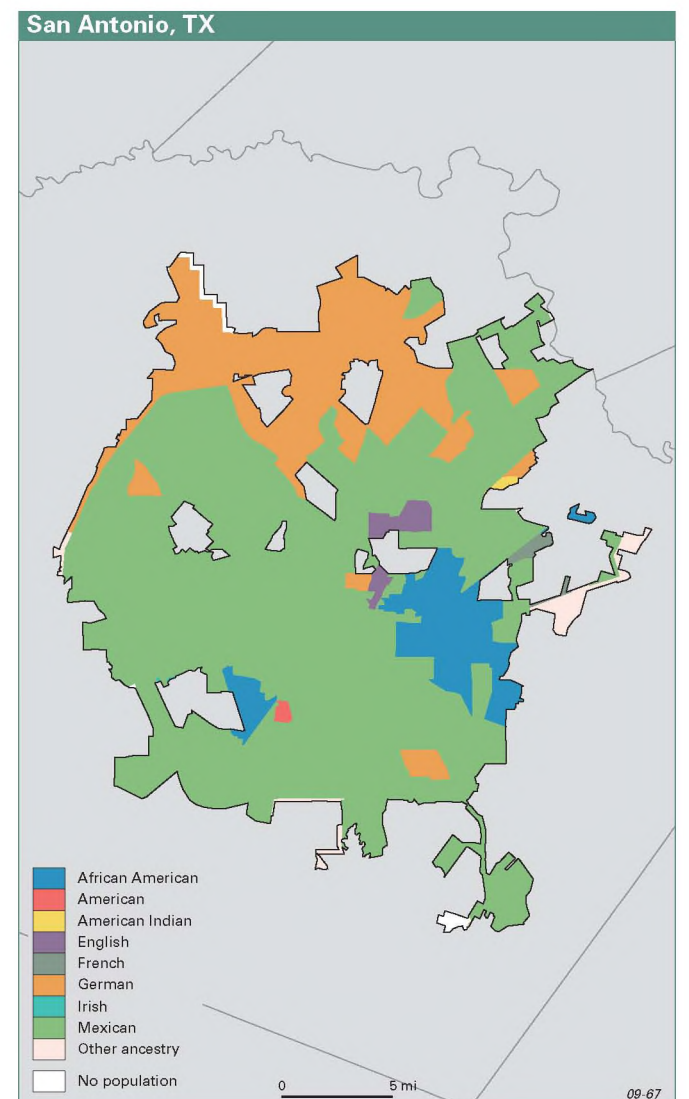 San Antonio, TX
African American
American
American Indian
English
French
German
Irish
Mexican
Other ancestry
No population
0 5 mi
09-67